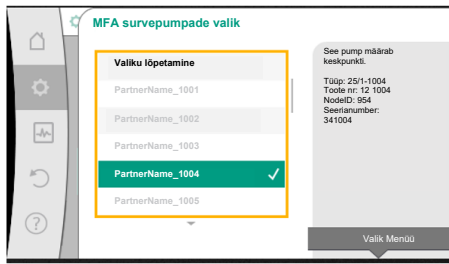 MFA survepumpade valik
Valiku lõpetamine
PartnerName_1001
PartnerName_1002
PartnerName_1003
PartnerName_1004
PartnerName_1005
See pump määrab
keskpunkti.
Tüüp: 25/1-1004
Toote nr: 12 1004
NodeID: 954
Seerianumber:
341004
Valik Menüü